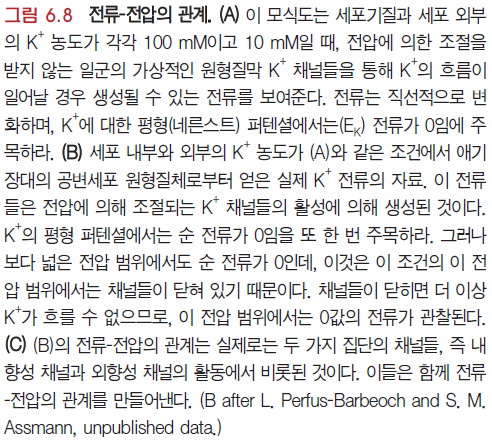 그림 6.8 전류-전압의 관계. (A) 이 모식도는 세포기질과 세포 외부
의 K⁺ 농도가 각각 100 mM이고 10 mM일 때, 전압에 의한 조절을
받지 않는 일군의 가상적인 원형질막 K⁺ 채널들을 통해 K⁺의 흐름이
일어날 경우 생성될 수 있는 전류를 보여준다. 전류는 직선적으로 변
화하며, K⁺에 대한 평형(네른스트) 퍼텐셜에서는(E_K) 전류가 0임에 주
목하라. (B) 세포 내부와 외부의 K⁺ 농도가 (A)와 같은 조건에서 애기
장대의 공변세포 원형질체로부터 얻은 실제 K⁺ 전류의 자료. 이 전류
들은 전압에 의해 조절되는 K⁺ 채널들의 활성에 의해 생성된 것이다.
K⁺의 평형 퍼텐셜에서는 순 전류가 0임을 또 한 번 주목하라. 그러나
보다 넓은 전압 범위에서도 순 전류가 0인데, 이것은 이 조건의 이 전
압 범위에서는 채널들이 닫혀 있기 때문이다. 채널들이 닫히면 더 이상
K⁺가 흐를 수 없으므로, 이 전압 범위에서는 0값의 전류가 관찰된다.
(C) (B)의 전류-전압의 관계는 실제로는 두 가지 집단의 채널들, 즉 내
향성 채널과 외향성 채널의 활동에서 비롯된 것이다. 이들은 함께 전류
-전압의 관계를 만들어낸다. (B after L. Perfus-Barbeoch and S. M.
Assmann, unpublished data.)